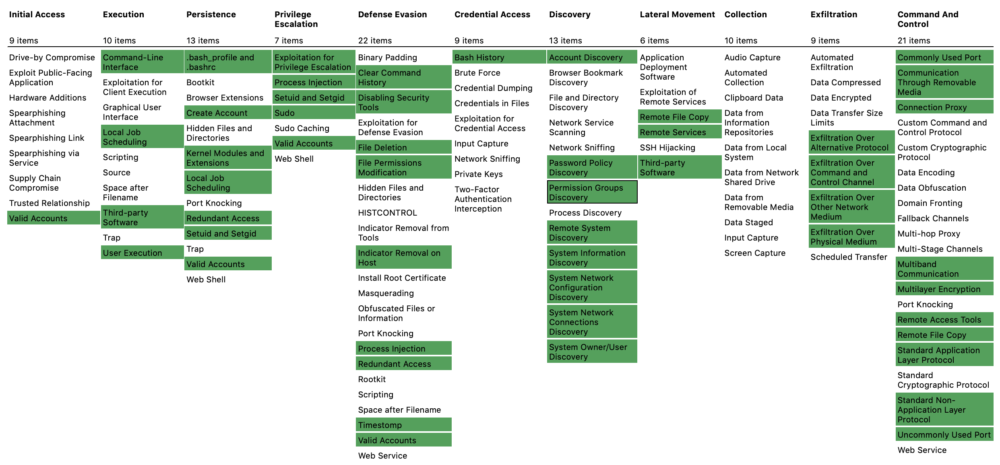 Initial Access
9 items
Drive-by Compromise
Exploit Public-Facing
Application
Hardware Additions
Spearphishing
Attachment
Spearphishing Link
Spearphishing via
Service
Supply Chain
Compromise
Trusted Relationship
Valid Accounts
Execution
10 items
Command-Line
Interface
Exploitation for
Client Execution
Graphical User
Interface
Local Job
Scheduling
Scripting
Source
Space after
Filename
Third-party
Software
Trap
User Execution
Persistence
13 items
.bash_profile and
.bashrc
Bootkit
Browser Extensions
Create Account
Hidden Files and
Directories
Kernel Modules and
Extensions
Local Job
Scheduling
Port Knocking
Redundant Access
Setuid and Setgid
Trap
Valid Accounts
Web Shell
Privilege
Escalation
7 items
Exploitation for
Privilege Escalation
Process Injection
Setuid and Setgid
Sudo
Sudo Caching
Valid Accounts
Web Shell
Defense Evasion
22 items
Binary Padding
Clear Command
History
Disabling Security
Tools
Exploitation for
Defense Evasion
File Deletion
File Permissions
Modification
Hidden Files and
Directories
HISTCONTROL
Indicator Removal from
Tools
Indicator Removal on
Host
Install Root Certificate
Masquerading
Obfuscated Files or
Information
Port Knocking
Process Injection
Redundant Access
Rootkit
Scripting
Space after Filename
Timestomp
Valid Accounts
Web Service
Credential Access
9 items
Bash History
Brute Force
Credential Dumping
Credentials in Files
Exploitation for
Credential Access
Input Capture
Network Sniffing
Private Keys
Two-Factor
Authentication
Interception
Discovery
13 items
Account Discovery
Browser Bookmark
Discovery
File and Directory
Discovery
Network Service
Scanning
Network Sniffing
Password Policy
Discovery
Permission Groups
Discovery
Process Discovery
Remote System
Discovery
System Information
Discovery
System Network
Configuration
Discovery
System Network
Connections
Discovery
System Owner/User
Discovery
Lateral Movement
6 items
Application
Deployment
Software
Exploitation of
Remote Services
Remote File Copy
Remote Services
SSH Hijacking
Third-party
Software
Collection
10 items
Audio Capture
Automated
Collection
Clipboard Data
Data from
Information
Repositories
Data from Local
System
Data from Network
Shared Drive
Data from
Removable Media
Data Staged
Input Capture
Screen Capture
Exfiltration
9 items
Automated
Exfiltration
Data Compressed
Data Encrypted
Data Transfer Size
Limits
Exfiltration Over
Alternative Protocol
Exfiltration Over
Command and
Control Channel
Exfiltration Over
Other Network
Medium
Exfiltration Over
Physical Medium
Scheduled Transfer
Command And
Control
21 items
Commonly Used Port
Communication
Through Removable
Media
Connection Proxy
Custom Command and
Control Protocol
Custom Cryptographic
Protocol
Data Encoding
Data Obfuscation
Domain Fronting
Fallback Channels
Multi-hop Proxy
Multi-Stage Channels
Multiband
Communication
Multilayer Encryption
Port Knocking
Remote Access Tools
Remote File Copy
Standard Application
Layer Protocol
Standard
Cryptographic Protocol
Standard Non-
Application Layer
Protocol
Uncommonly Used Port
Web Service